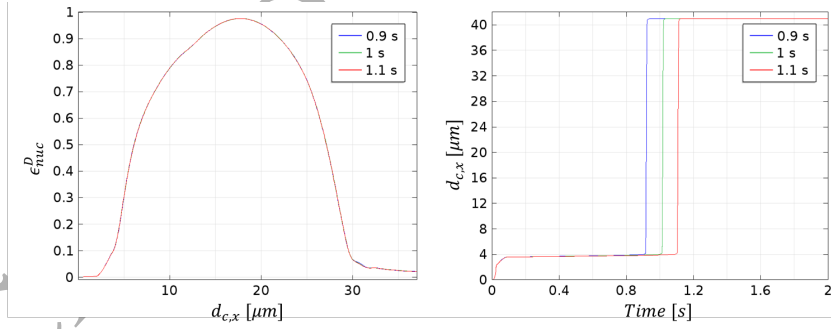 1
0.9
0.8
0.7
0.6
0.5
0.4
0.3
0.2
0.1
0
ϵ^D_nuc
10 20 30
d_c,x [μm]
0.9 s
1 s
1.1 s
40
36
32
28
24
20
16
12
8
4
0
d_c,x [μm]
0 0.4 0.8 1.2 1.6 2
Time [s]
0.9 s
1 s
1.1 s